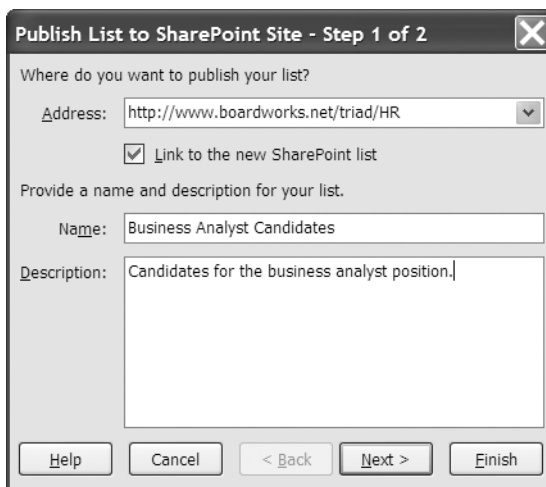 Publish List to SharePoint Site - Step 1 of 2
Where do you want to publish your list?
Address: http://www.boardworks.net/triad/HR
Link to the new SharePoint list
Provide a name and description for your list.
Name: Business Analyst Candidates
Description: Candidates for the business analyst position.
Help Cancel < Back Next > Finish